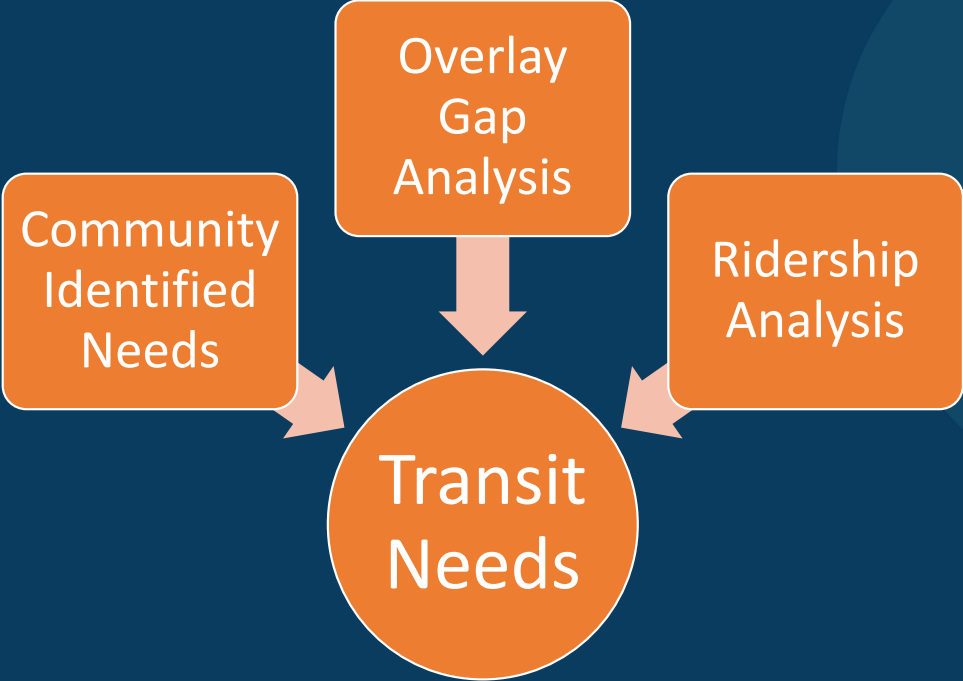 Overlay
Gap
Analysis
Community
Identified
Needs
Ridership
Analysis
Transit
Needs